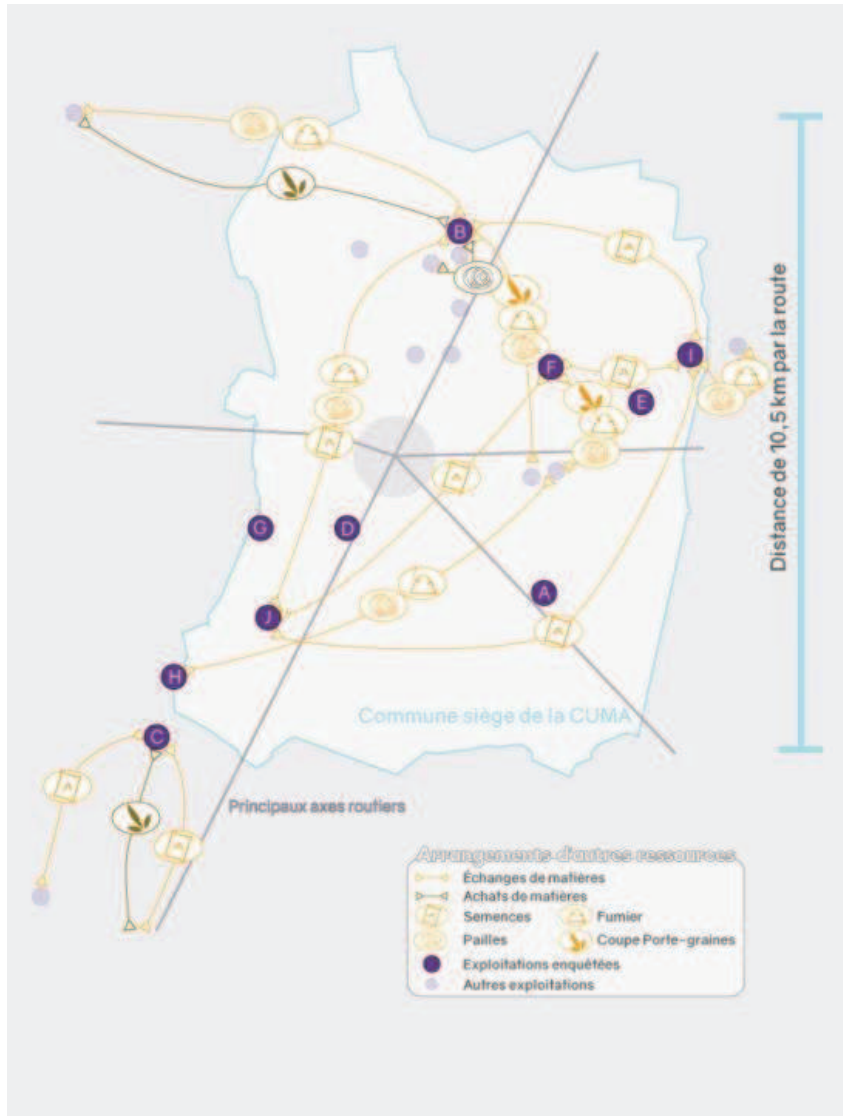 B
I
F
E
G
D
A
J
H
C
Distance de 10,5 km par la route
Commune siège de la CUMA
Principaux axes routiers
Arrangements d'autres ressources
Échanges de matières
Achats de matières
Semences
Fumier
Pailles
Coupe Porte-graines
Exploitations enquêtées
Autres exploitations